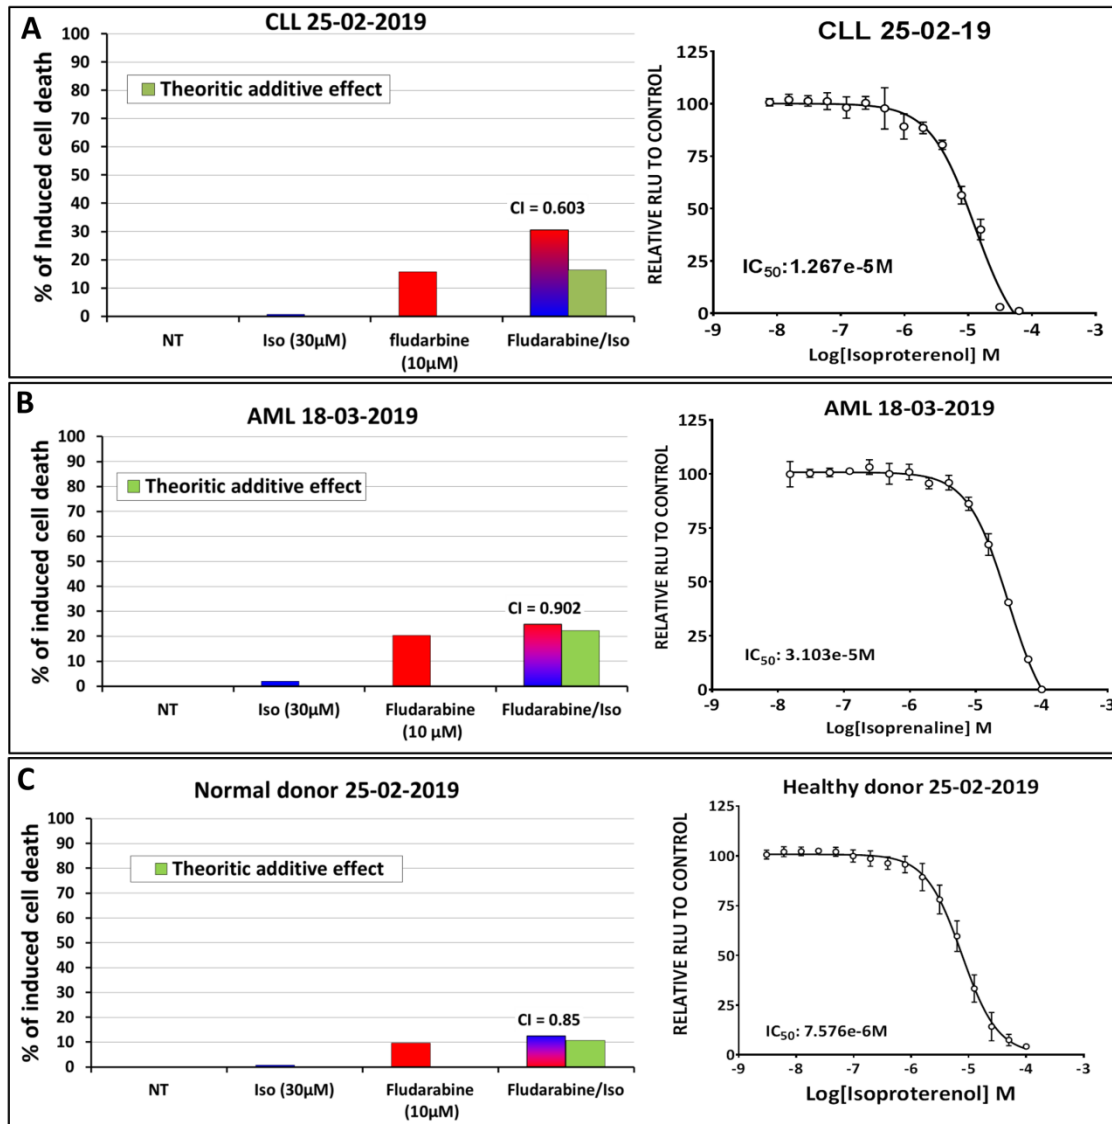 A
CLL 25-02-2019
% of Induced cell death
100
90
80
70
60
50
40
30
20
10
0
Theoritic additive effect
CI = 0.603
NT
Iso (30µM)
fludarbine
(10µM)
Fludarabine/Iso
CLL 25-02-19
RELATIVE RLU TO CONTROL
125
100
75
50
25
0
IC50:1.267e-5M
-9
-8
-7
-6
-5
-4
-3
Log[Isoproterenol] M
B
AML 18-03-2019
% of induced cell death
100
90
80
70
60
50
40
30
20
10
0
Theoritic additive effect
CI = 0.902
NT
Iso (30µM)
Fludarabine
(10 µM)
Fludarabine/Iso
AML 18-03-2019
RELATIVE RLU TO CONTROL
125
100
75
50
25
0
IC50: 3.103e-5M
-9
-8
-7
-6
-5
-4
-3
Log[Isoprenaline] M
C
Normal donor 25-02-2019
% of induced cell death
100
90
80
70
60
50
40
30
20
10
0
Theoritic additive effect
CI = 0.85
NT
Iso (30µM)
Fludarabine
(10µM)
Fludarabine/Iso
Healthy donor 25-02-2019
RELATIVE RLU TO CONTROL
125
100
75
50
25
0
IC50: 7.576e-6M
-9
-8
-7
-6
-5
-4
-3
Log[Isoproterenol] M